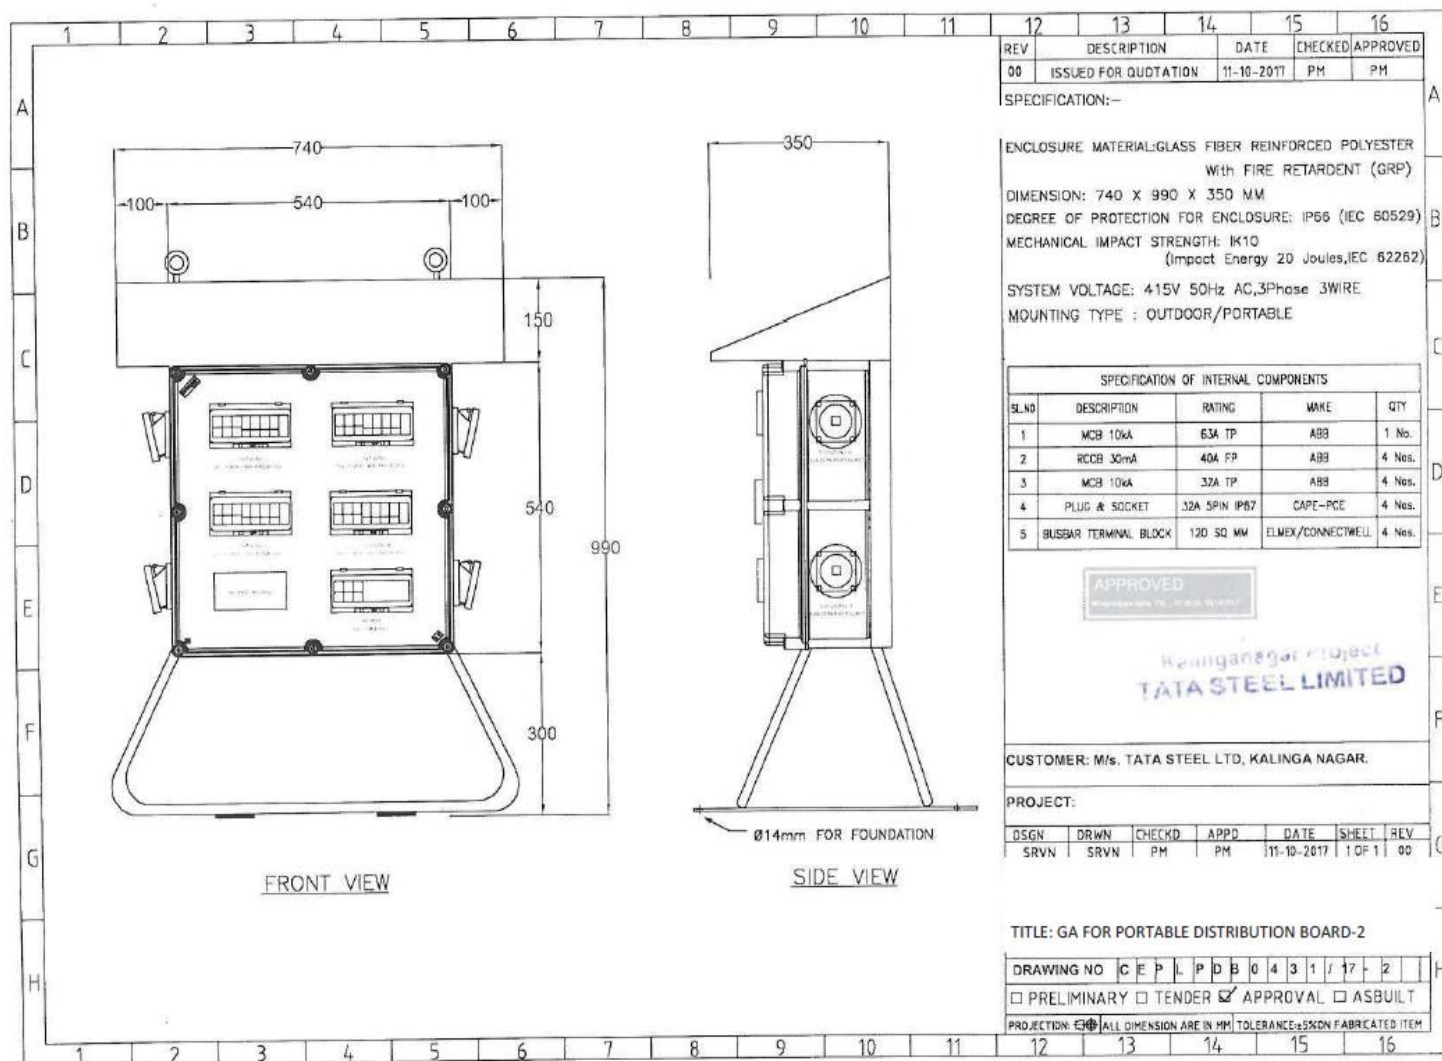 1 2 3 4 5 6 7 8 9 10 11 12 13 14 15 16
A
B
C
D
E
F
G
H
740
100 540 100
150
540
990
300
FRONT VIEW
350
Ø14mm FOR FOUNDATION
SIDE VIEW
REV DESCRIPTION DATE CHECKED APPROVED
00 ISSUED FOR QUOTATION 11-10-2017 PM PM
SPECIFICATION:-
ENCLOSURE MATERIAL:GLASS FIBER REINFORCED POLYESTER
With FIRE RETARDENT (GRP)
DIMENSION: 740 X 990 X 350 MM
DEGREE OF PROTECTION FOR ENCLOSURE: IP66 (IEC 60529)
MECHANICAL IMPACT STRENGTH: IK10
(Impact Energy 20 Joules,IEC 62262)
SYSTEM VOLTAGE: 415V 50Hz AC,3Phase 3WIRE
MOUNTING TYPE : OUTDOOR/PORTABLE
SPECIFICATION OF INTERNAL COMPONENTS
SL.NO DESCRIPTION RATING MAKE QTY
1 MCB 10kA 63A TP ABB 1 No.
2 RCCB 30mA 40A FP ABB 4 Nos.
3 MCB 10kA 32A TP ABB 4 Nos.
4 PLUG & SOCKET 32A 5PIN IP67 CAPE-PCE 4 Nos.
5 BUSBAR TERMINAL BLOCK 120 SQ MM ELMEX/CONNECTWELL 4 Nos.
APPROVED
Kalinganagar Project
TATA STEEL LIMITED
CUSTOMER: M/s. TATA STEEL LTD, KALINGA NAGAR.
PROJECT:
DSGN DRWN CHECKD APPD DATE SHEET REV
SRVN SRVN PM PM 11-10-2017 1 OF 1 00
TITLE: GA FOR PORTABLE DISTRIBUTION BOARD-2
DRAWING NO C E P L P D B 0 4 3 1 / 17 - 2
PRELIMINARY TENDER APPROVAL ASBUILT
PROJECTION: ALL DIMENSION ARE IN MM TOLERANCE:±5%ON FABRICATED ITEM
A
B
C
D
E
F
G
H
1 2 3 4 5 6 7 8 9 10 11 12 13 14 15 16